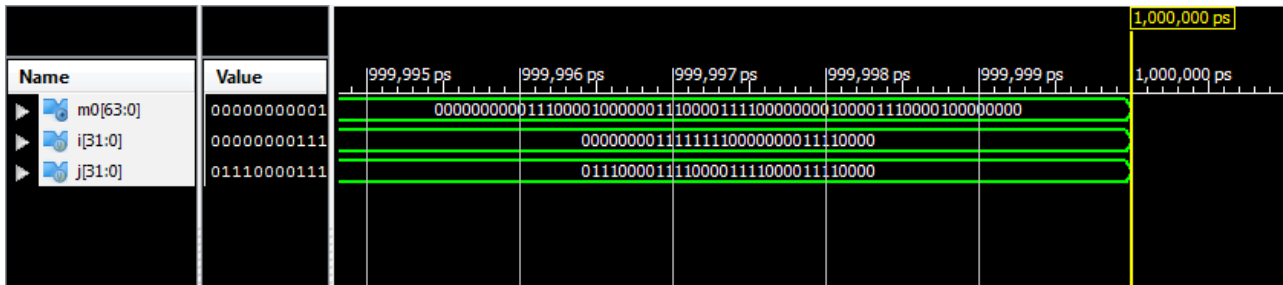 1,000,000 ps
Name Value 999,995 ps 999,996 ps 999,997 ps 999,998 ps 999,999 ps 1,000,000 ps
m0[63:0] 00000000001 0000000000111000010000001110000111100000000100001110000100000000
i[31:0] 00000000111 00000000111111110000000011110000
j[31:0] 01110000111 01110000111100001111000011110000